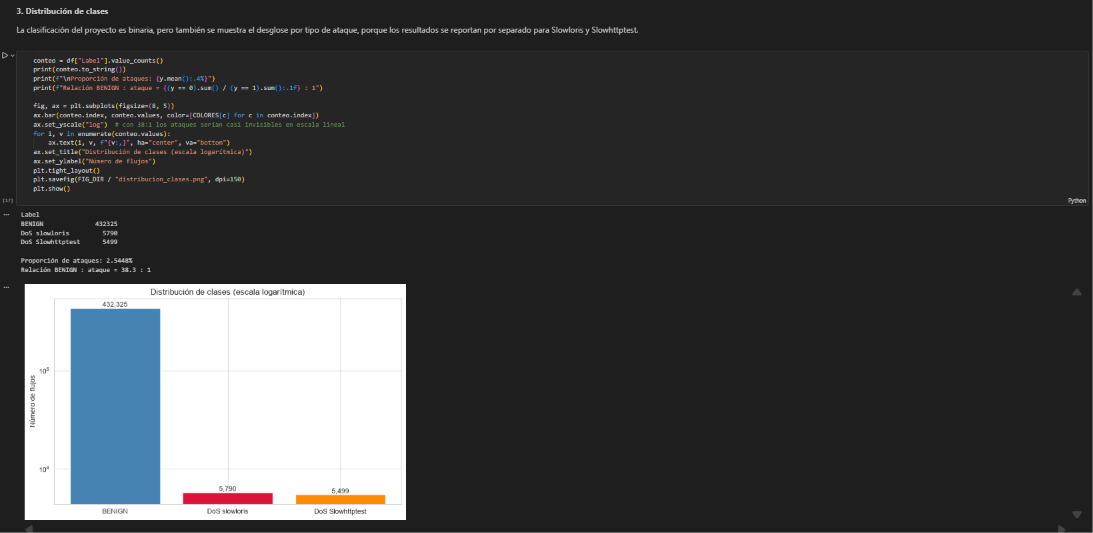 3. Distribución de clases
La clasificación del proyecto es binaria, pero también se muestra el desglose por tipo de ataque, porque los resultados se reportan por separado para Slowloris y Slowhttptest.
conteo = df["Label"].value_counts()
print(conteo.to_string())
print(f"\nProporción de ataques: {y.mean():.4%}")
print(f"Relación BENIGN : ataque = {(y == 0).sum() / (y == 1).sum():.1f} : 1")
fig, ax = plt.subplots(figsize=(8, 5))
ax.bar(conteo.index, conteo.values, color=[COLORES[c] for c in conteo.index])
ax.set_yscale("log")  # con 38:1 los ataques serían casi invisibles en escala lineal
for i, v in enumerate(conteo.values):
    ax.text(i, v, f"{v:,}", ha="center", va="bottom")
ax.set_title("Distribución de clases (escala logarítmica)")
ax.set_ylabel("Número de flujos")
plt.tight_layout()
plt.savefig(FIG_DIR / "distribucion_clases.png", dpi=150)
plt.show()
[17]
Python
Label
BENIGN 432325
DoS slowloris 5790
DoS Slowhttptest 5499
Proporción de ataques: 2.5448%
Relación BENIGN : ataque = 38.3 : 1
Distribución de clases (escala logarítmica)
432,325
10⁵
Número de flujos
10⁴
5,790
5,499
BENIGN
DoS slowloris
DoS Slowhttptest